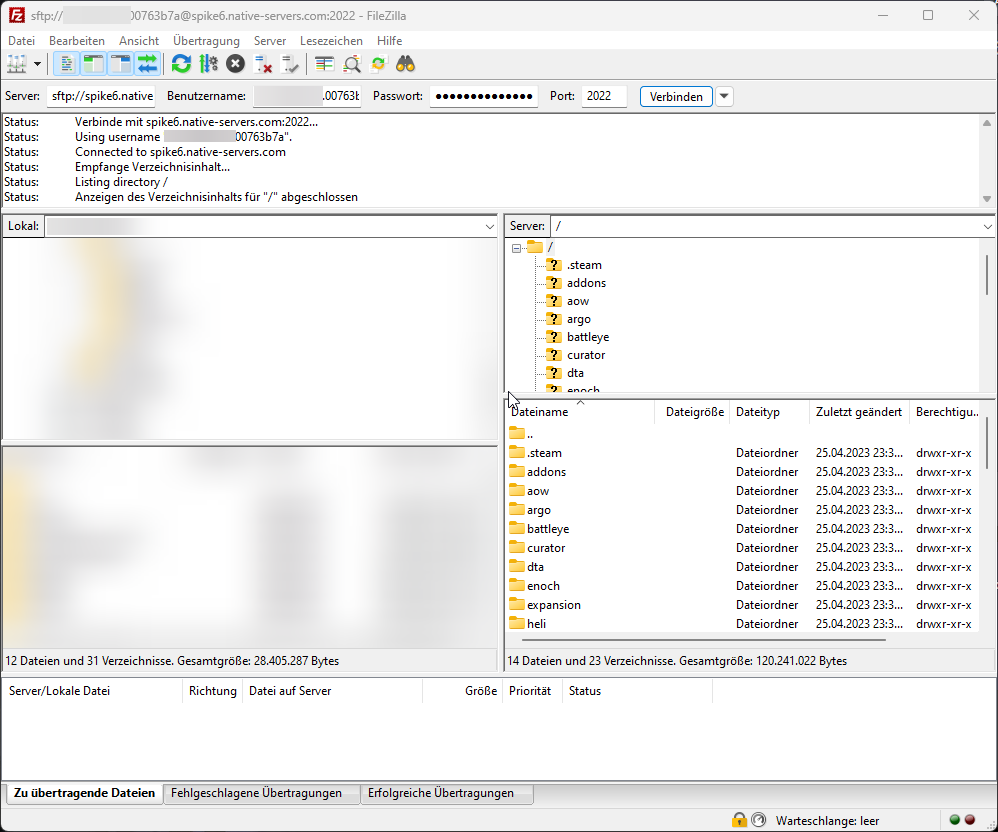 sftp:// 00763b7a@spike6.native-servers.com:2022 - FileZilla
Datei Bearbeiten Ansicht Übertragung Server Lesezeichen Hilfe
Server: sftp://spike6.native Benutzername: .00763b Passwort: ●●●●●●●●●●●●●● Port: 2022 Verbinden
Status: Verbinde mit spike6.native-servers.com:2022...
Status: Using username 00763b7a".
Status: Connected to spike6.native-servers.com
Status: Empfange Verzeichnisinhalt...
Status: Listing directory /
Status: Anzeigen des Verzeichnisinhalts für "/" abgeschlossen
Lokal:
12 Dateien und 31 Verzeichnisse. Gesamtgröße: 28.405.287 Bytes
Server: /
/
.steam
addons
aow
argo
battleye
curator
dta
enoch
Dateiname Dateigröße Dateityp Zuletzt geändert Berechtigu...
..
.steam Dateiordner 25.04.2023 23:3... drwxr-xr-x
addons Dateiordner 25.04.2023 23:3... drwxr-xr-x
aow Dateiordner 25.04.2023 23:3... drwxr-xr-x
argo Dateiordner 25.04.2023 23:3... drwxr-xr-x
battleye Dateiordner 25.04.2023 23:3... drwxr-xr-x
curator Dateiordner 25.04.2023 23:3... drwxr-xr-x
dta Dateiordner 25.04.2023 23:3... drwxr-xr-x
enoch Dateiordner 25.04.2023 23:3... drwxr-xr-x
expansion Dateiordner 25.04.2023 23:3... drwxr-xr-x
heli Dateiordner 25.04.2023 23:3... drwxr-xr-x
14 Dateien und 23 Verzeichnisse. Gesamtgröße: 120.241.022 Bytes
Server/Lokale Datei Richtung Datei auf Server Größe Priorität Status
Zu übertragende Dateien Fehlgeschlagene Übertragungen Erfolgreiche Übertragungen
Warteschlange: leer